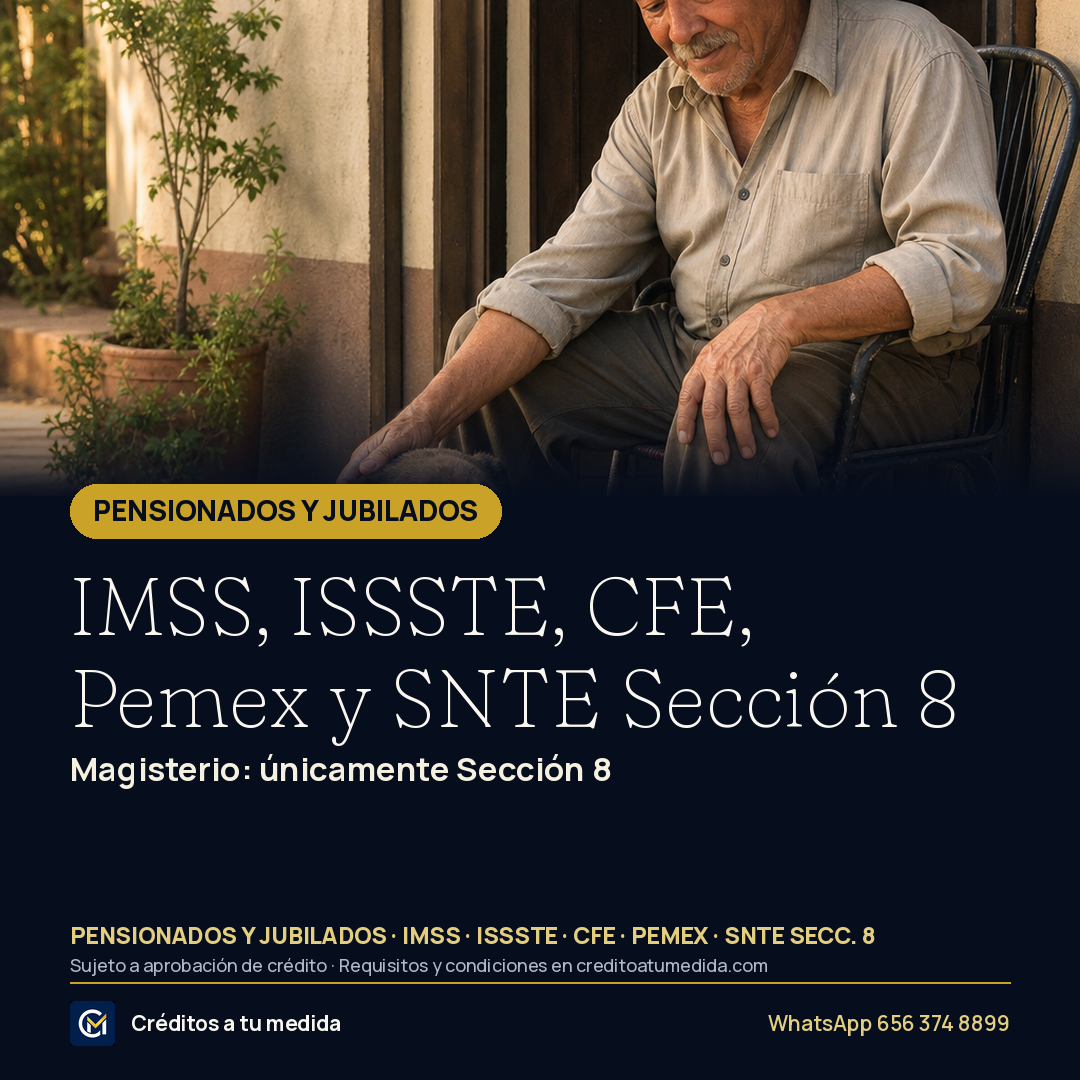 PENSIONADOS Y JUBILADOS
IMSS, ISSSTE, CFE,
Pemex y SNTE Sección 8
Magisterio: únicamente Sección 8
PENSIONADOS Y JUBILADOS · IMSS · ISSSTE · CFE · PEMEX · SNTE SECC. 8
Sujeto a aprobación de crédito · Requisitos y condiciones en creditoatumedida.com
Créditos a tu medida
WhatsApp 656 374 8899